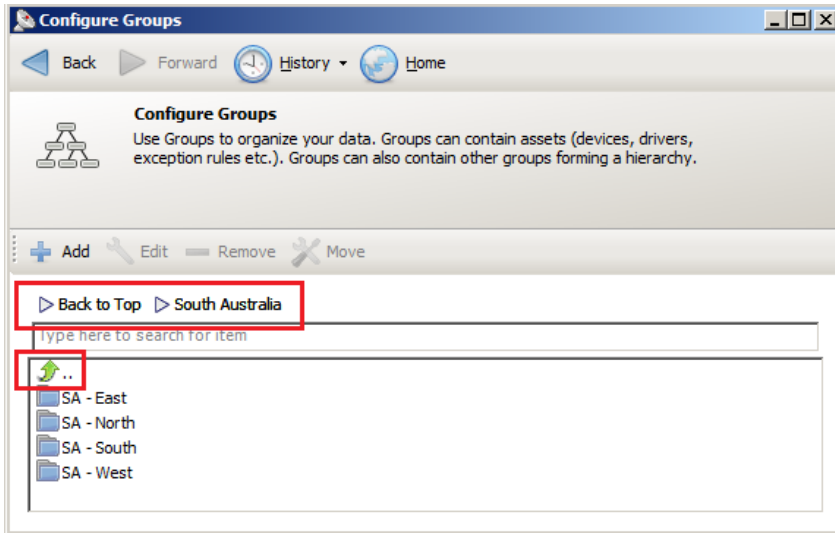 Configure Groups
Back Forward History Home
Configure Groups
Use Groups to organize your data. Groups can contain assets (devices, drivers,
exception rules etc.). Groups can also contain other groups forming a hierarchy.
Add Edit Remove Move
Back to Top South Australia
Type here to search for item
..
SA - East
SA - North
SA - South
SA - West